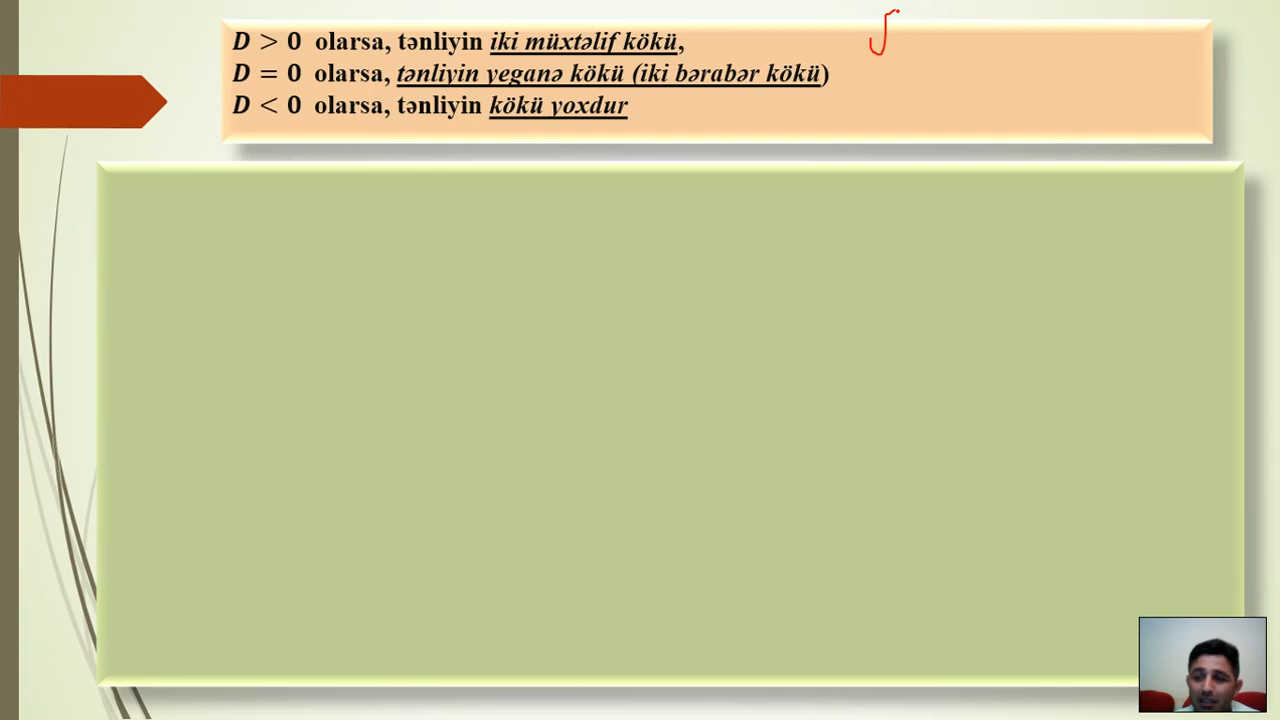 D > 0 olarsa, tənliyin iki müxtəlif kökü,
D = 0 olarsa, tənliyin yeganə kökü (iki bərabər kökü)
D < 0 olarsa, tənliyin kökü yoxdur